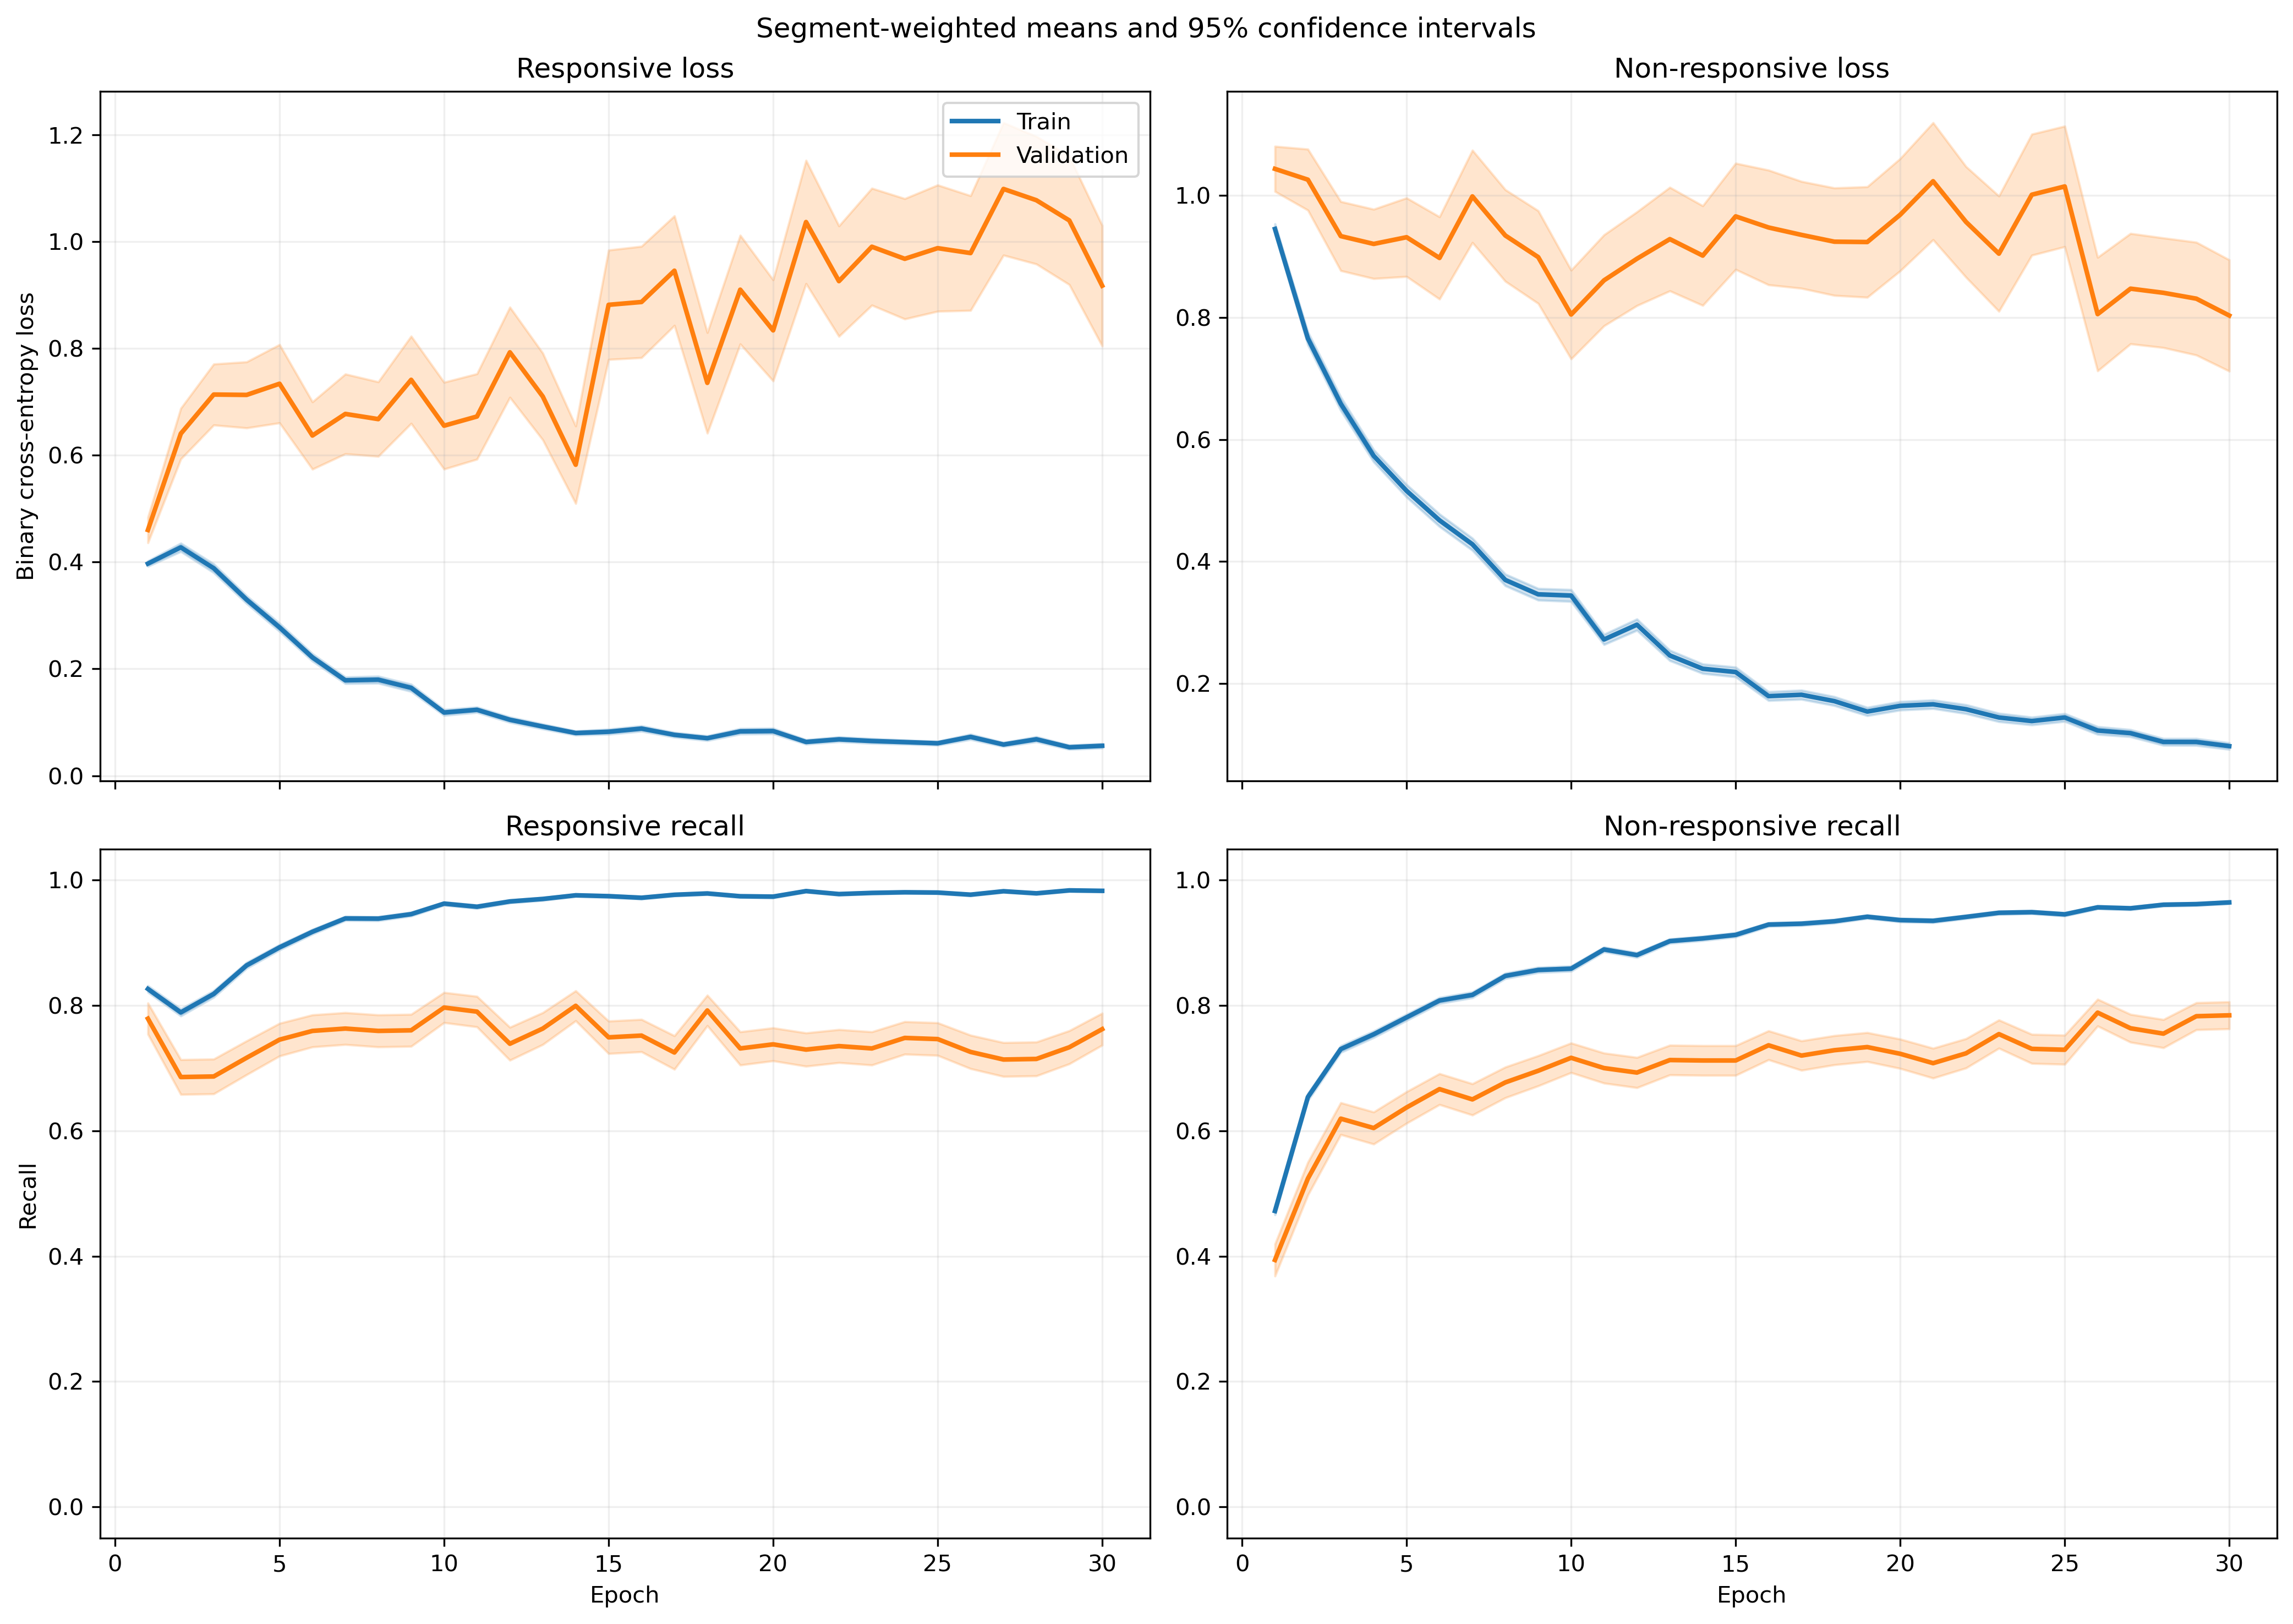 Segment-weighted means and 95% confidence intervals
Responsive loss
Non-responsive loss
Train
Validation
Binary cross-entropy loss
1.2
1.0
0.8
0.6
0.4
0.2
0.0
1.0
0.8
0.6
0.4
0.2
Responsive recall
Non-responsive recall
Recall
1.0
0.8
0.6
0.4
0.2
0.0
1.0
0.8
0.6
0.4
0.2
0.0
0 5 10 15 20 25 30
0 5 10 15 20 25 30
Epoch
Epoch